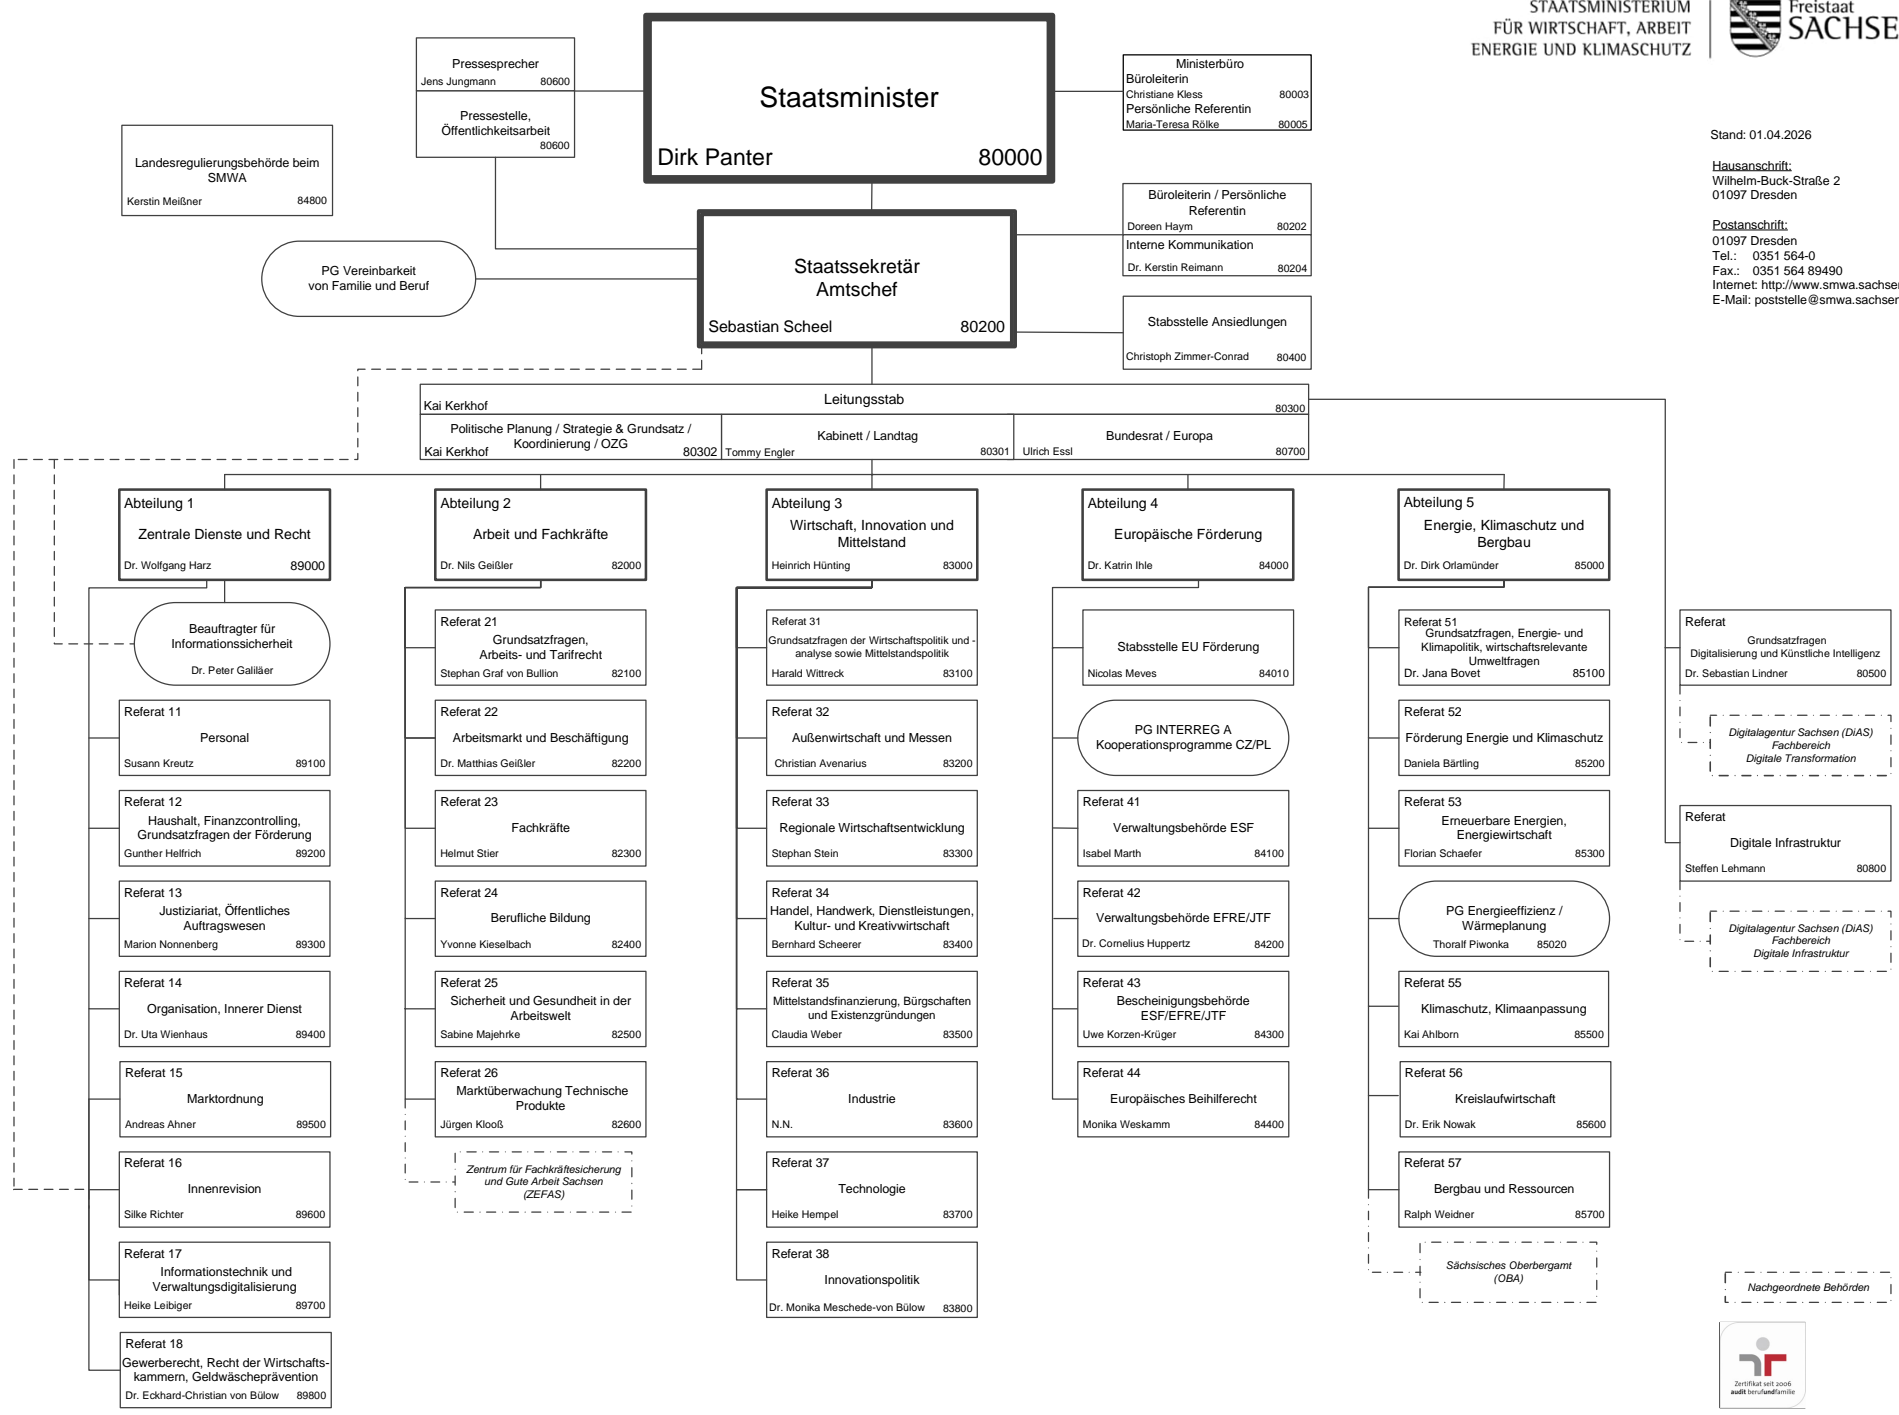 STAATSMINISTERIUM
FÜR WIRTSCHAFT, ARBEIT
ENERGIE UND KLIMASCHUTZ
Freistaat
SACHSE
Pressesprecher
Jens Jungmann 80600
Pressestelle,
Öffentlichkeitsarbeit
80600
Staatsminister
Dirk Panter 80000
Ministerbüro
Büroleiterin
Christiane Kless 80003
Persönliche Referentin
Maria-Teresa Rölke 80005
Stand: 01.04.2026
Hausanschrift:
Wilhelm-Buck-Straße 2
01097 Dresden
Postanschrift:
01097 Dresden
Tel.: 0351 564-0
Fax.: 0351 564 89490
Internet: http://www.smwa.sachsen
E-Mail: poststelle@smwa.sachsen
Landesregulierungsbehörde beim
SMWA
Kerstin Meißner 84800
PG Vereinbarkeit
von Familie und Beruf
Staatssekretär
Amtschef
Sebastian Scheel 80200
Büroleiterin / Persönliche
Referentin
Doreen Haym 80202
Interne Kommunikation
Dr. Kerstin Reimann 80204
Stabsstelle Ansiedlungen
Christoph Zimmer-Conrad 80400
Leitungsstab
Kai Kerkhof 80300
Politische Planung / Strategie & Grundsatz /
Koordinierung / OZG
Kai Kerkhof 80302
Kabinett / Landtag
Tommy Engler 80301
Bundesrat / Europa
Ulrich Essl 80700
Abteilung 1
Zentrale Dienste und Recht
Dr. Wolfgang Harz 89000
Beauftragter für
Informationssicherheit
Dr. Peter Galiläer
Referat 11
Personal
Susann Kreutz 89100
Referat 12
Haushalt, Finanzcontrolling,
Grundsatzfragen der Förderung
Gunther Helfrich 89200
Referat 13
Justiziariat, Öffentliches
Auftragswesen
Marion Nonnenberg 89300
Referat 14
Organisation, Innerer Dienst
Dr. Uta Wienhaus 89400
Referat 15
Marktordnung
Andreas Ahner 89500
Referat 16
Innenrevision
Silke Richter 89600
Referat 17
Informationstechnik und
Verwaltungsdigitalisierung
Heike Leibiger 89700
Referat 18
Gewerberecht, Recht der Wirtschafts-
kammern, Geldwäscheprävention
Dr. Eckhard-Christian von Bülow 89800
Abteilung 2
Arbeit und Fachkräfte
Dr. Nils Geißler 82000
Referat 21
Grundsatzfragen,
Arbeits- und Tarifrecht
Stephan Graf von Bullion 82100
Referat 22
Arbeitsmarkt und Beschäftigung
Dr. Matthias Geißler 82200
Referat 23
Fachkräfte
Helmut Stier 82300
Referat 24
Berufliche Bildung
Yvonne Kieselbach 82400
Referat 25
Sicherheit und Gesundheit in der
Arbeitswelt
Sabine Majehrke 82500
Referat 26
Marktüberwachung Technische
Produkte
Jürgen Klooß 82600
Zentrum für Fachkräftesicherung
und Gute Arbeit Sachsen
(ZEFAS)
Abteilung 3
Wirtschaft, Innovation und
Mittelstand
Heinrich Hünting 83000
Referat 31
Grundsatzfragen der Wirtschaftspolitik und -
analyse sowie Mittelstandspolitik
Harald Wittreck 83100
Referat 32
Außenwirtschaft und Messen
Christian Avenarius 83200
Referat 33
Regionale Wirtschaftsentwicklung
Stephan Stein 83300
Referat 34
Handel, Handwerk, Dienstleistungen,
Kultur- und Kreativwirtschaft
Bernhard Scheerer 83400
Referat 35
Mittelstandsfinanzierung, Bürgschaften
und Existenzgründungen
Claudia Weber 83500
Referat 36
Industrie
N.N. 83600
Referat 37
Technologie
Heike Hempel 83700
Referat 38
Innovationspolitik
Dr. Monika Meschede-von Bülow 83800
Abteilung 4
Europäische Förderung
Dr. Katrin Ihle 84000
Stabsstelle EU Förderung
Nicolas Meves 84010
PG INTERREG A
Kooperationsprogramme CZ/PL
Referat 41
Verwaltungsbehörde ESF
Isabel Marth 84100
Referat 42
Verwaltungsbehörde EFRE/JTF
Dr. Cornelius Huppertz 84200
Referat 43
Bescheinigungsbehörde
ESF/EFRE/JTF
Uwe Korzen-Krüger 84300
Referat 44
Europäisches Beihilferecht
Monika Weskamm 84400
Abteilung 5
Energie, Klimaschutz und
Bergbau
Dr. Dirk Orlamünder 85000
Referat 51
Grundsatzfragen, Energie- und
Klimapolitik, wirtschaftsrelevante
Umweltfragen
Dr. Jana Bovet 85100
Referat 52
Förderung Energie und Klimaschutz
Daniela Bärtling 85200
Referat 53
Erneuerbare Energien,
Energiewirtschaft
Florian Schaefer 85300
PG Energieeffizienz /
Wärmeplanung
Thoralf Piwonka 85020
Referat 55
Klimaschutz, Klimaanpassung
Kai Ahlborn 85500
Referat 56
Kreislaufwirtschaft
Dr. Erik Nowak 85600
Referat 57
Bergbau und Ressourcen
Ralph Weidner 85700
Sächsisches Oberbergamt
(OBA)
Referat
Grundsatzfragen
Digitalisierung und Künstliche Intelligenz
Dr. Sebastian Lindner 80500
Digitalagentur Sachsen (DiAS)
Fachbereich
Digitale Transformation
Referat
Digitale Infrastruktur
Steffen Lehmann 80800
Digitalagentur Sachsen (DiAS)
Fachbereich
Digitale Infrastruktur
Nachgeordnete Behörden
Zertifikat seit 2006
audit berufundfamilie